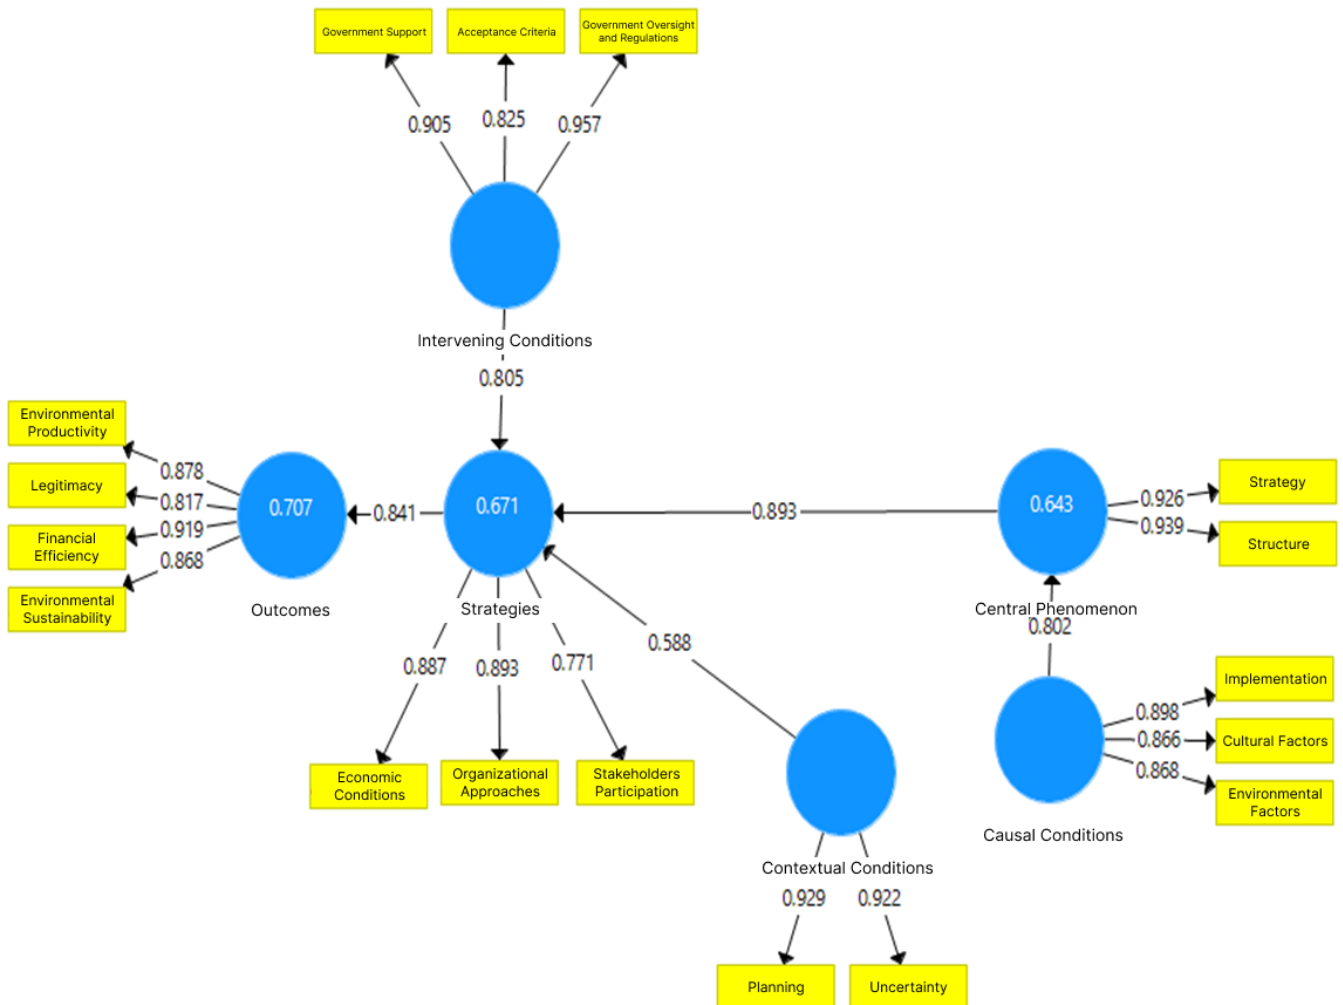 Government Support
Acceptance Criteria
Government Oversight
and Regulations
0.905
0.825
0.957
Intervening Conditions
0.805
Environmental
Productivity
Legitimacy
Financial
Efficiency
Environmental
Sustainability
0.878
0.817
0.919
0.868
0.707
Outcomes
0.841
0.671
Strategies
0.893
0.643
Central Phenomenon
0.926
0.939
Strategy
Structure
0.802
0.887
0.893
0.771
Economic
Conditions
Organizational
Approaches
Stakeholders
Participation
0.588
Causal Conditions
0.898
0.866
0.868
Implementation
Cultural Factors
Environmental
Factors
Contextual Conditions
0.929
0.922
Planning
Uncertainty